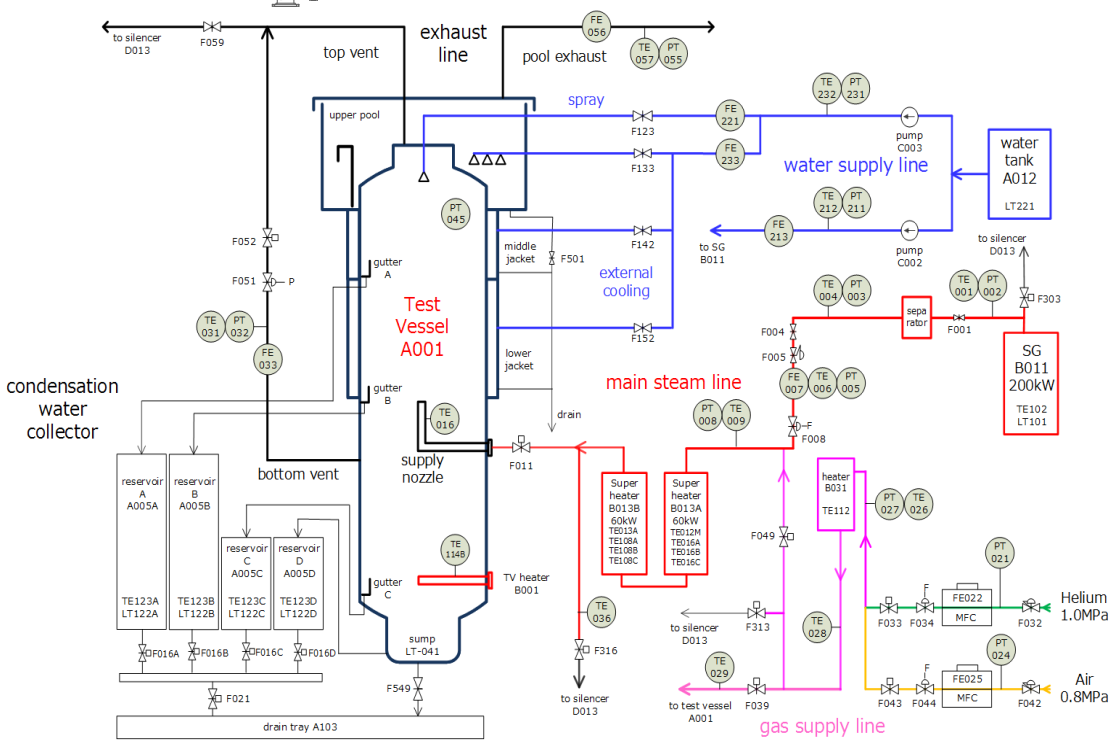 to silencer
D013
F059
top vent
exhaust
line
FE
056
TE
057
PT
055
pool exhaust
upper pool
spray
F123
FE
221
TE
232
PT
231
pump
C003
F133
FE
233
water supply line
water
tank
A012
LT221
PT
045
TE
212
PT
211
FE
213
pump
C002
to SG
B011
F142
middle
jacket
F501
external
cooling
F152
F052
F051
P
gutter
A
Test
Vessel
A001
TE
031
PT
032
FE
033
to silencer
D013
F303
TE
004
PT
003
TE
001
PT
002
sepa
rator
F001
F004
F005
SG
B011
200kW
TE102
LT101
lower
jacket
main steam line
FE
007
TE
006
PT
005
F
F008
PT
008
TE
009
condensation
water
collector
gutter
B
TE
016
drain
supply
nozzle
F011
bottom vent
reservoir
A
A005A
TE123A
LT122A
reservoir
B
A005B
TE123B
LT122B
reservoir
C
A005C
TE123C
LT122C
reservoir
D
A005D
TE123D
LT122D
Super
heater
B013B
60kW
TE013A
TE108A
TE108B
TE108C
Super
heater
B013A
60kW
TE012M
TE016A
TE016B
TE016C
heater
B031
TE112
PT
027
TE
026
F049
PT
021
TE
114B
TV heater
B001
gutter
C
TE
036
F316
to silencer
D013
to silencer
D013
F313
TE
028
F033
F
F034
FE022
MFC
F032
Helium
1.0MPa
PT
024
sump
LT-041
F016A
F016B
F016C
F016D
F021
F549
drain tray A103
to silencer
D013
TE
029
to test vessel
A001
F039
gas supply line
F043
F
F044
FE025
MFC
F042
Air
0.8MPa